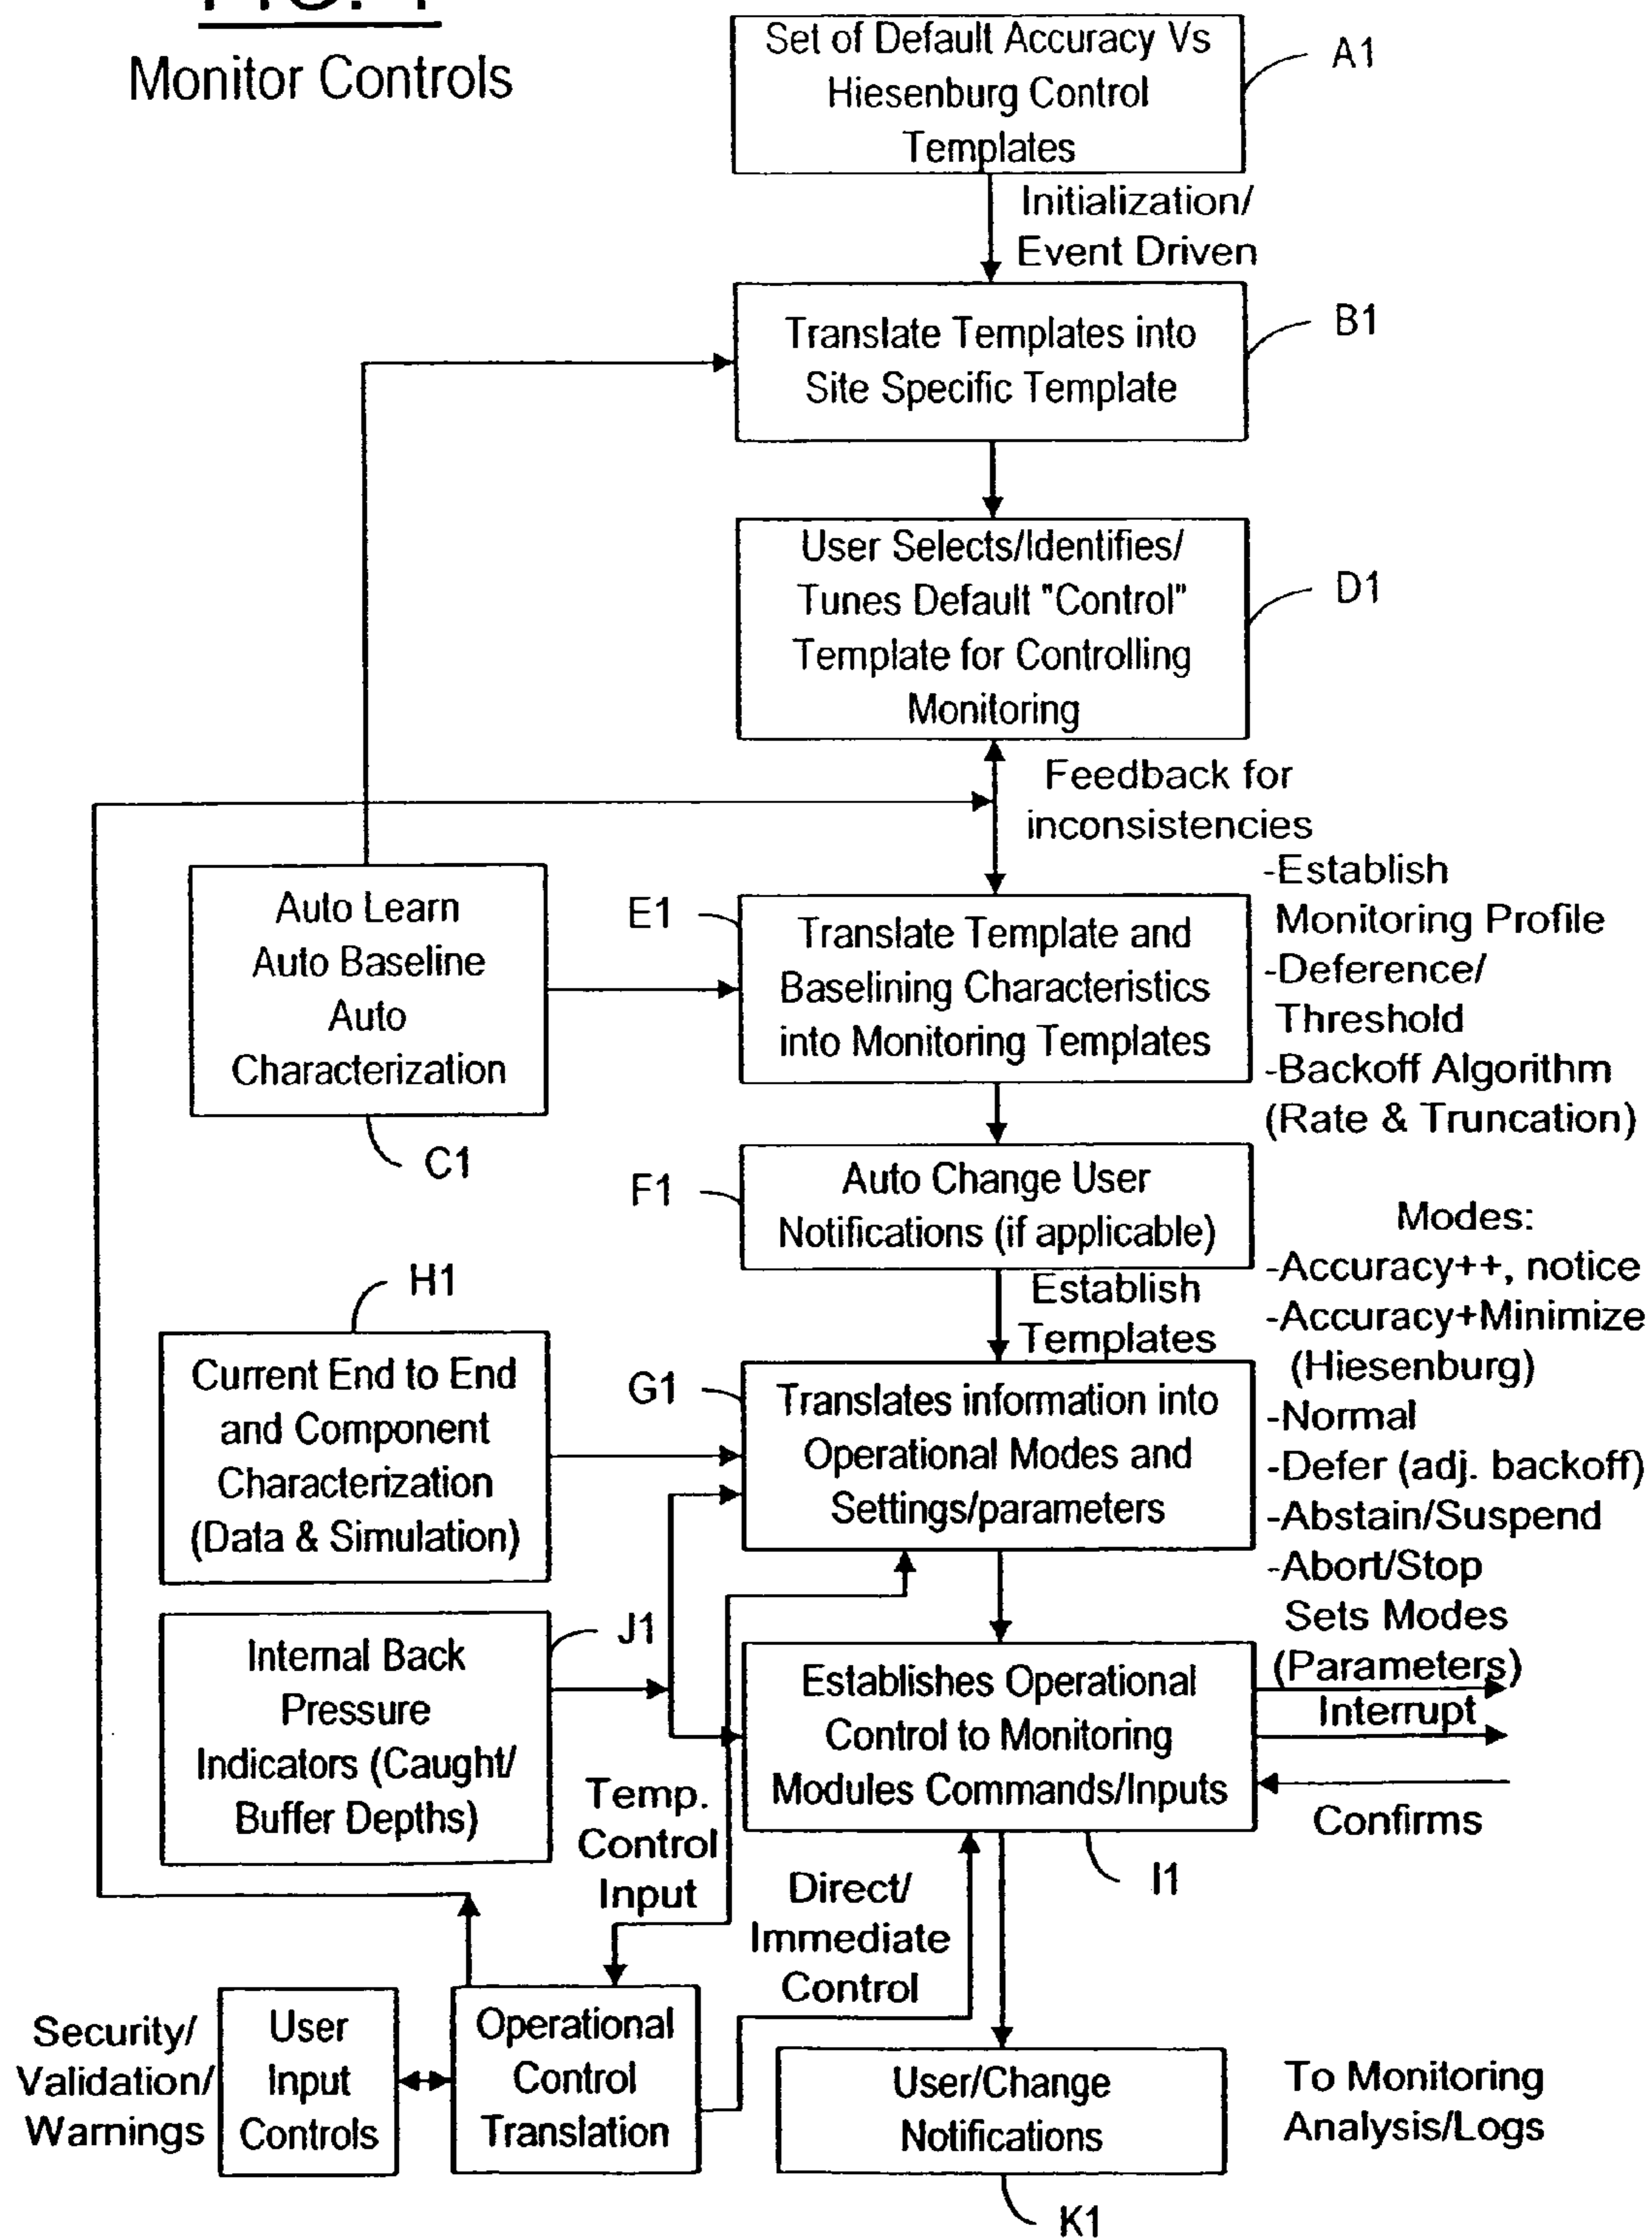 Monitor Controls
Set of Default Accuracy Vs
Hiesenburg Control
Templates
A1
Initialization/
Event Driven
Translate Templates into
Site Specific Template
B1
User Selects/Identifies/
Tunes Default "Control"
Template for Controlling
Monitoring
D1
Feedback for
inconsistencies
Auto Learn
Auto Baseline
Auto
Characterization
C1
E1
Translate Template and
Baselining Characteristics
into Monitoring Templates
-Establish
Monitoring Profile
-Deference/
Threshold
-Backoff Algorithm
(Rate & Truncation)
F1
Auto Change User
Notifications (if applicable)
Establish
Templates
Modes:
-Accuracy++, notice
-Accuracy+Minimize
(Hiesenburg)
-Normal
-Defer (adj. backoff)
-Abstain/Suspend
-Abort/Stop
Sets Modes
(Parameters)
Interrupt
Confirms
H1
Current End to End
and Component
Characterization
(Data & Simulation)
G1
Translates information into
Operational Modes and
Settings/parameters
J1
Internal Back
Pressure
Indicators (Caught/
Buffer Depths)
Establishes Operational
Control to Monitoring
Modules Commands/Inputs
I1
Temp.
Control
Input
Direct/
Immediate
Control
Security/
Validation/
Warnings
User
Input
Controls
Operational
Control
Translation
User/Change
Notifications
K1
To Monitoring
Analysis/Logs